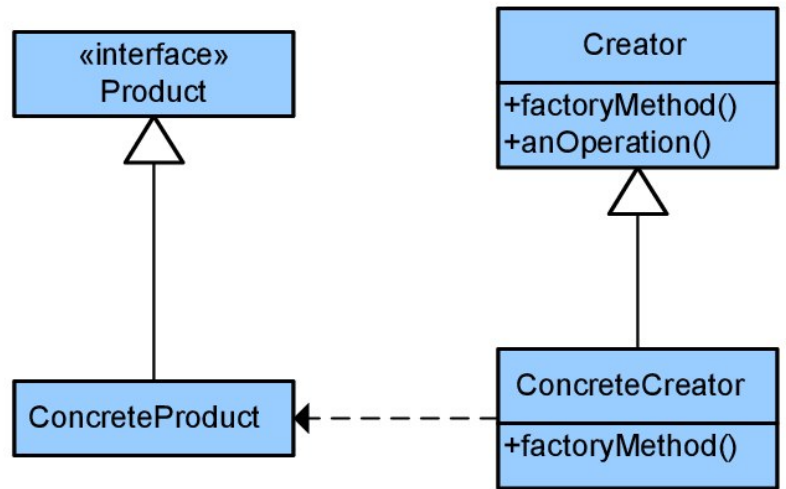 «interface»
Product
Creator
+factoryMethod()
+anOperation()
ConcreteProduct
ConcreteCreator
+factoryMethod()